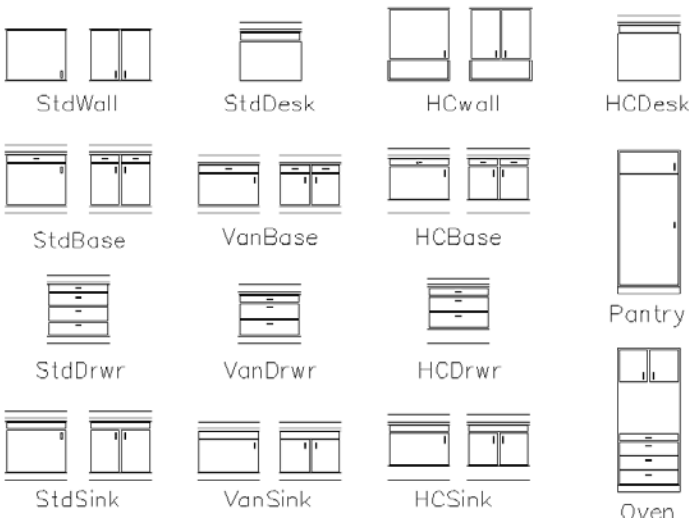 StdWall StdDesk HCwall HCDesk
StdBase VanBase HCBase
Pantry
StdDrwr VanDrwr HCDrwr
StdSink VanSink HCSink
Oven